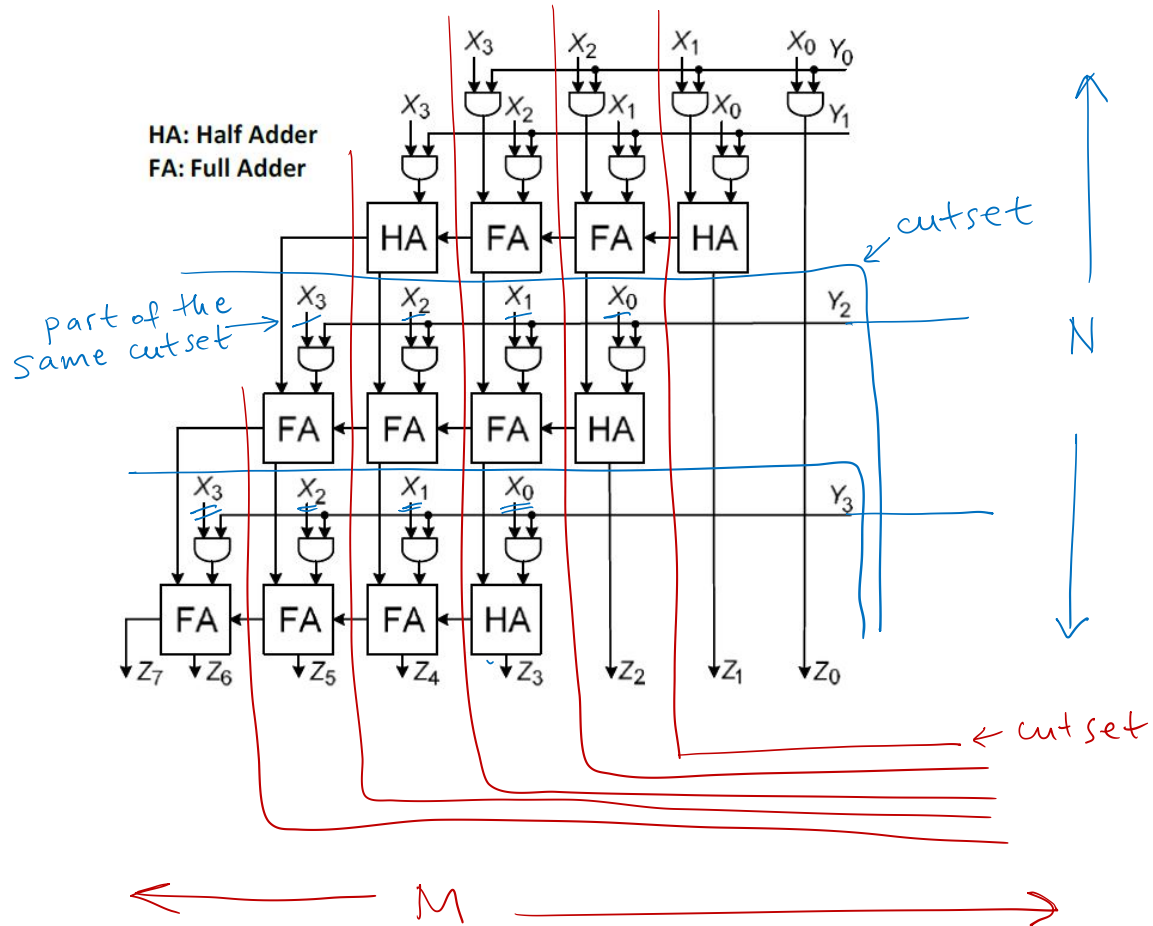 X3 X2 X1 X0 Y0
X3 X2 X1 X0 Y1
HA: Half Adder
FA: Full Adder
HA FA FA HA
cutset
part of the
same cutset
X3 X2 X1 X0 Y2
N
FA FA FA HA
X3 X2 X1 X0 Y3
FA FA FA HA
Z7 Z6 Z5 Z4 Z3 Z2 Z1 Z0
cutset
M